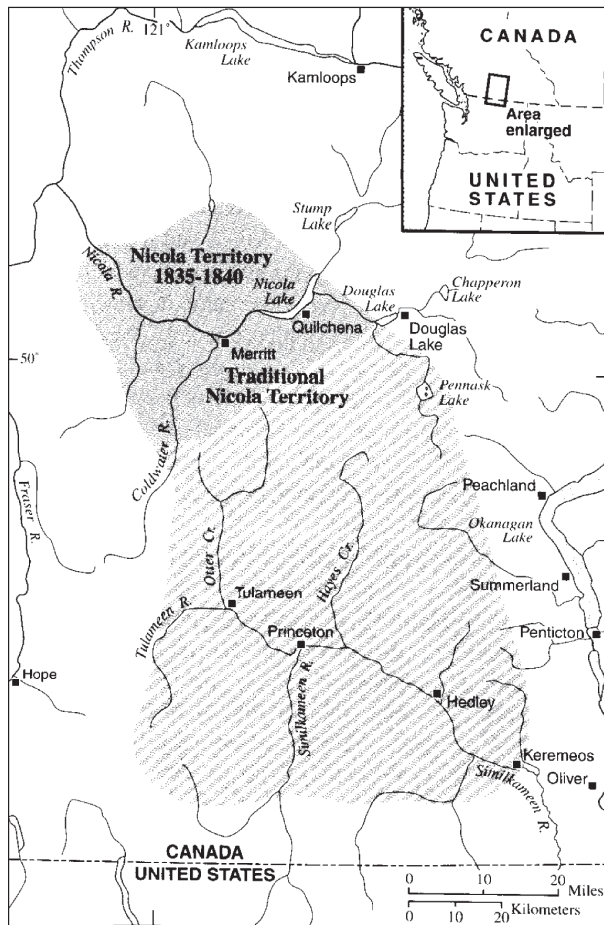 Thompson R.
121°
Kamloops
Lake
Kamloops
CANADA
Area
enlarged
UNITED
STATES
Stump
Lake
Nicola Territory
1835-1840
Nicola R.
Nicola
Lake
Douglas
Lake
Chapperon
Lake
Quilchena
Douglas
Lake
50°
Merritt
Traditional
Nicola Territory
Pennask
Lake
Coldwater R.
Fraser R.
Peachland
Okanagan
Lake
Otter Cr.
Hayes Cr.
Summerland
Tulameen
Tulameen R.
Princeton
Penticton
Hope
Similkameen R.
Hedley
Keremeos
Oliver
Similkameen R.
CANADA
UNITED STATES
0 10 20
Miles
0 10 20
Kilometers